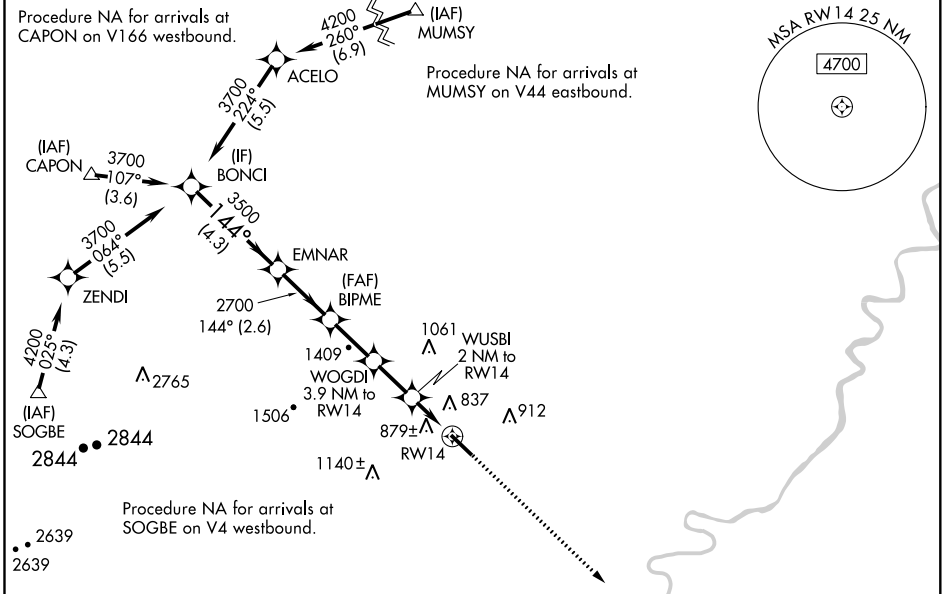 Procedure NA for arrivals at
CAPON on V166 westbound.
4200
260°
(6.9)
(IAF)
MUMSY
ACELO
Procedure NA for arrivals at
MUMSY on V44 eastbound.
MSA RW14 25 NM
4700
3700
224°
(5.5)
(IAF)
CAPON
3700
107°
(3.6)
(IF)
BONCI
3500
144°
(4.3)
3700
064°
(5.5)
ZENDI
EMNAR
(FAF)
BIPME
2700
144° (2.6)
4200
025°
(4.3)
(IAF)
SOGBE
2765
1409
WOGDI
3.9 NM to
RW14
1061
WUSBI
2 NM to
RW14
1506
837
912
879±
RW14
2844
2844
1140±
Procedure NA for arrivals at
SOGBE on V4 westbound.
2639
2639